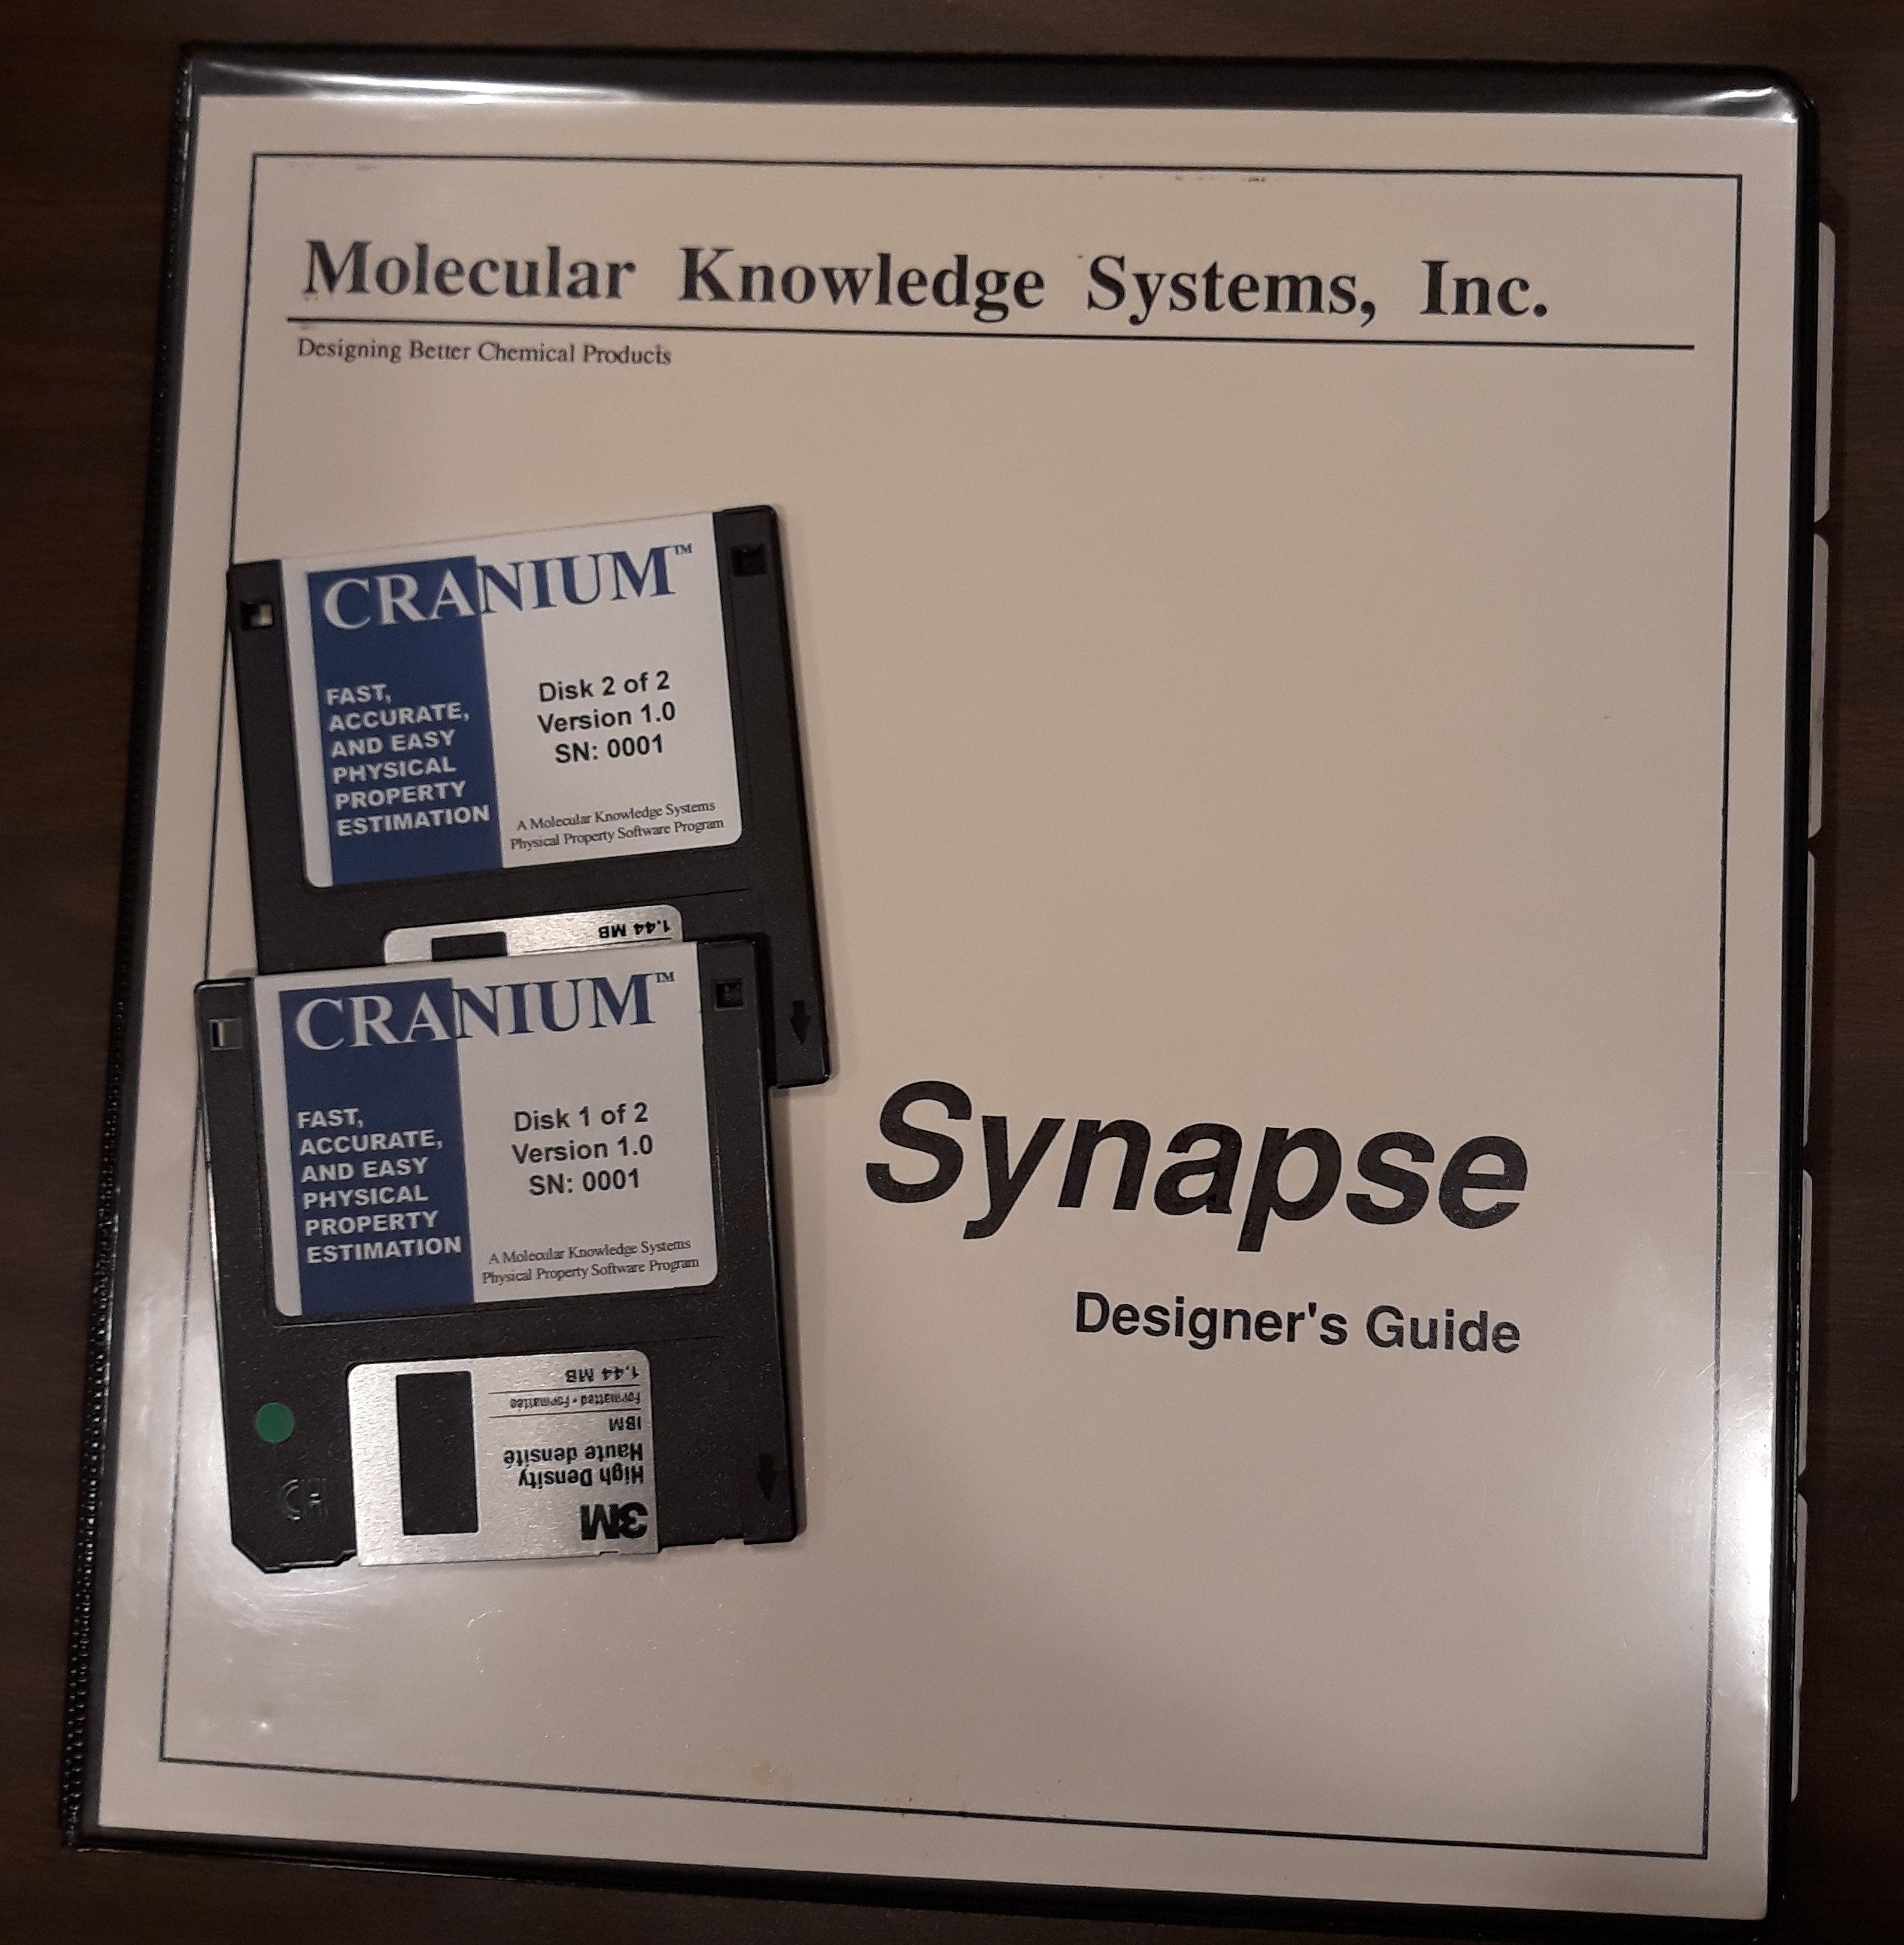 Molecular Knowledge Systems, Inc.
Designing Better Chemical Products
CRANIUM™
FAST,
ACCURATE,
AND EASY
PHYSICAL
PROPERTY
ESTIMATION
Disk 2 of 2
Version 1.0
SN: 0001
A Molecular Knowledge Systems
Physical Property Software Program
1.44 MB
CRANIUM™
FAST,
ACCURATE,
AND EASY
PHYSICAL
PROPERTY
ESTIMATION
Disk 1 of 2
Version 1.0
SN: 0001
A Molecular Knowledge Systems
Physical Property Software Program
3M
High Density
Haute densité
IBM
Formatted • Formattée
1.44 MB
Synapse
Designer's Guide